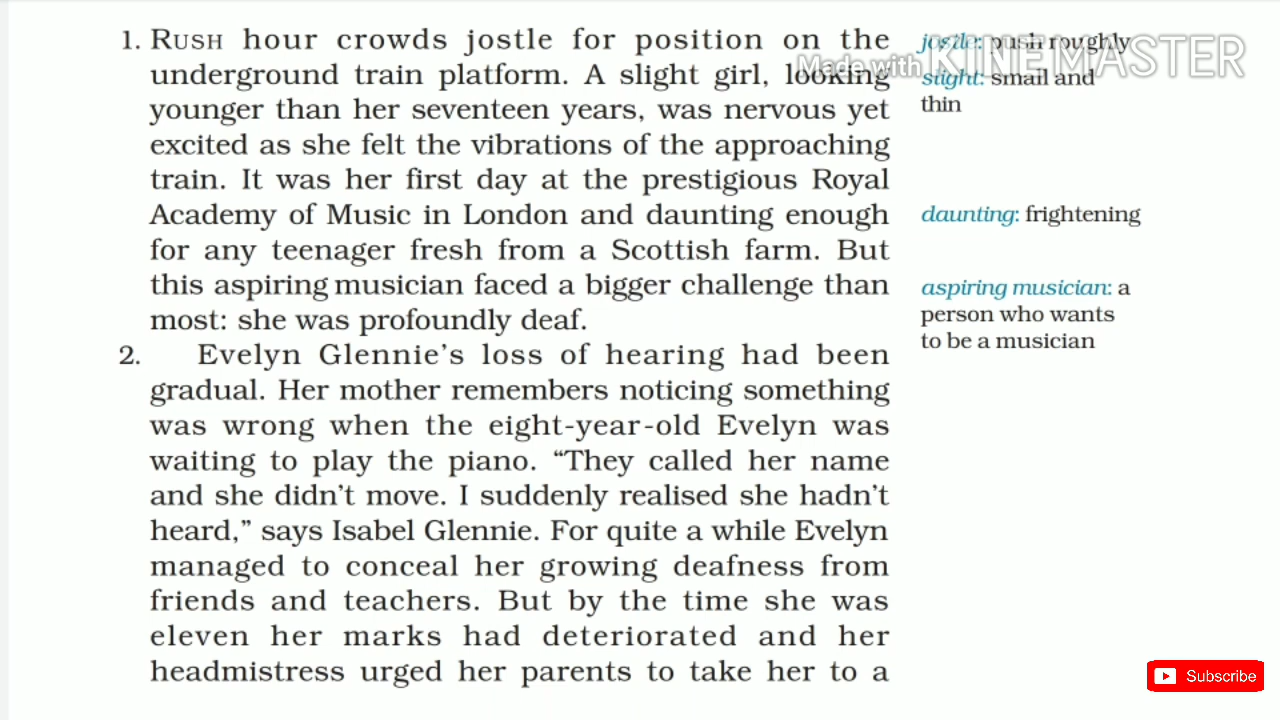 1. RUSH hour crowds jostle for position on the
underground train platform. A slight girl, looking
younger than her seventeen years, was nervous yet
excited as she felt the vibrations of the approaching
train. It was her first day at the prestigious Royal
Academy of Music in London and daunting enough
for any teenager fresh from a Scottish farm. But
this aspiring musician faced a bigger challenge than
most: she was profoundly deaf.
2. Evelyn Glennie’s loss of hearing had been
gradual. Her mother remembers noticing something
was wrong when the eight-year-old Evelyn was
waiting to play the piano. “They called her name
and she didn’t move. I suddenly realised she hadn’t
heard,” says Isabel Glennie. For quite a while Evelyn
managed to conceal her growing deafness from
friends and teachers. But by the time she was
eleven her marks had deteriorated and her
headmistress urged her parents to take her to a
jostle: push roughly
slight: small and
thin
daunting: frightening
aspiring musician: a
person who wants
to be a musician
Made with KINEMASTER
Subscribe